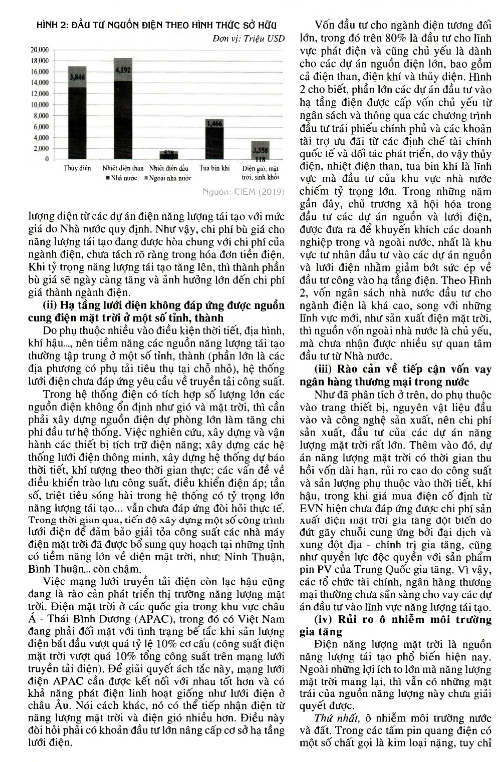 HÌNH 2: ĐẦU TƯ NGUỒN ĐIỆN THEO HÌNH THỨC SỞ HỮU
Đơn vị: Triệu USD
20,000
18,000
16,000
14,000
12,000
10,000
8,000
6,000
4,000
2,000
0
3,846
4,192
578
1,466
3,358
118
Thủy điện
Nhiệt điện than
Nhiệt điện dầu
Tua bin khí
Điện gió, mặt
trời, sinh khối
Nhà nước
Ngoài nhà nước
Nguồn: CIEM (2019)
lượng điện từ các dự án điện năng lượng tái tạo với mức
giá do Nhà nước quy định. Như vậy, chi phí bù giá cho
năng lượng tái tạo đang được hòa chung với chi phí của
ngành điện, chưa tách rõ ràng trong hóa đơn tiền điện.
Khi tỷ trọng năng lượng tái tạo tăng lên, thì thành phần
bù giá sẽ ngày càng tăng và ảnh hưởng lớn đến chi phí
giá thành ngành điện.
(ii) Hạ tầng lưới điện không đáp ứng được nguồn
cung điện mặt trời ở một số tỉnh, thành
Do phụ thuộc nhiều vào điều kiện thời tiết, địa hình,
khí hậu..., nên tiềm năng các nguồn năng lượng tái tạo
thường tập trung ở một số tỉnh, thành (phần lớn là các
địa phương có phụ tải tiêu thụ tại chỗ nhỏ), hệ thống
lưới điện chưa đáp ứng yêu cầu về truyền tải công suất.
Trong hệ thống điện có tích hợp số lượng lớn các
nguồn điện không ổn định như gió và mặt trời, thì cần
phải xây dựng nguồn điện dự phòng lớn làm tăng chi
phí đầu tư hệ thống. Việc nghiên cứu, xây dựng và vận
hành các thiết bị tích trữ điện năng; xây dựng các hệ
thống lưới điện thông minh, xây dựng hệ thống dự báo
thời tiết, khí tượng theo thời gian thực; các vấn đề về
điều khiển trào lưu công suất, điều khiển điện áp; tần
số, triệt tiêu sóng hài trong hệ thống có tỷ trọng lớn
năng lượng tái tạo... vẫn chưa đáp ứng đòi hỏi thực tế.
Trong thời gian qua, tiến độ xây dựng một số công trình
lưới điện để đảm bảo giải tỏa công suất các nhà máy
điện mặt trời đã được bổ sung quy hoạch tại những tỉnh
có tiềm năng lớn về điện mặt trời, như: Ninh Thuận,
Bình Thuận... còn chậm.
Việc mạng lưới truyền tải điện còn lạc hậu cũng
đang là rào cản phát triển thị trường năng lượng mặt
trời. Điện mặt trời ở các quốc gia trong khu vực châu
Á - Thái Bình Dương (APAC), trong đó có Việt Nam
đang phải đối mặt với tình trạng bế tắc khi sản lượng
điện bắt đầu vượt quá tỷ lệ 10% cơ cấu (công suất điện
mặt trời vượt quá 10% tổng công suất trên mạng lưới
truyền tải điện). Để giải quyết ách tắc này, mạng lưới
điện APAC cần được kết nối với nhau tốt hơn và có
khả năng phát điện linh hoạt giống như lưới điện ở
châu Âu. Nói cách khác, nó có thể tiếp nhận điện từ
năng lượng mặt trời và điện gió nhiều hơn. Điều này
đòi hỏi phải có khoản đầu tư lớn nâng cấp cơ sở hạ tầng
lưới điện.
Vốn đầu tư cho ngành điện tương đối
lớn, trong đó trên 80% là đầu tư cho lĩnh
vực phát điện và cũng chủ yếu là dành
cho các dự án nguồn điện lớn, bao gồm
cả điện than, điện khí và thủy điện. Hình
2 cho biết, phần lớn các dự án đầu tư vào
hạ tầng điện được cấp vốn chủ yếu từ
ngân sách và thông qua các chương trình
đầu tư trái phiếu chính phủ và các khoản
tài trợ ưu đãi từ các định chế tài chính
quốc tế và đối tác phát triển, do vậy thủy
điện, nhiệt điện than, tua bin khí là lĩnh
vực mà đầu tư của khu vực nhà nước
chiếm tỷ trọng lớn. Trong những năm
gần đây, chủ trương xã hội hóa trong
đầu tư các dự án nguồn và lưới điện,
được đưa ra để khuyến khích các doanh
nghiệp trong và ngoài nước, nhất là khu
vực tư nhân đầu tư vào các dự án nguồn
và lưới điện nhằm giảm bớt sức ép về
đầu tư công vào hạ tầng điện. Theo Hình
2, vốn ngân sách nhà nước đầu tư cho
ngành điện là khá cao, song với những
lĩnh vực mới, như sản xuất điện mặt trời,
thì nguồn vốn ngoài nhà nước là chủ yếu,
mà chưa nhận được nhiều sự quan tâm
đầu tư từ Nhà nước.
(iii) Rào cản về tiếp cận vốn vay
ngân hàng thương mại trong nước
Như đã phân tích ở trên, do phụ thuộc
vào trang thiết bị, nguyên vật liệu đầu
vào và công nghệ sản xuất, nên chi phí
sản xuất, đầu tư của các dự án năng
lượng mặt trời rất lớn. Thêm vào đó, dự
án năng lượng mặt trời có thời gian thu
hồi vốn dài hạn, rủi ro cao do công suất
và sản lượng phụ thuộc vào thời tiết, khí
hậu, trong khi giá mua điện cố định từ
EVN hiện chưa đáp ứng được chi phí sản
xuất điện mặt trời gia tăng đột biến do
đứt gãy chuỗi cung ứng bởi đại dịch và
xung đột địa – chính trị gia tăng, cũng
như quyền lực độc quyền với sản phẩm
pin PV của Trung Quốc gia tăng. Vì vậy,
các tổ chức tài chính, ngân hàng thương
mại thường chưa sẵn sàng cho vay các dự
án đầu tư vào lĩnh vực năng lượng tái tạo.
(iv) Rủi ro ô nhiễm môi trường
gia tăng
Điện năng lượng mặt trời là nguồn
năng lượng tái tạo phổ biến hiện nay.
Ngoài những lợi ích to lớn mà năng lượng
mặt trời mang lại, thì vẫn có những mặt
trái của nguồn năng lượng này chưa giải
quyết được.
Thứ nhất, ô nhiễm môi trường nước
và đất. Trong các tấm pin quang điện có
một số chất gọi là kim loại nặng, tuy chỉ